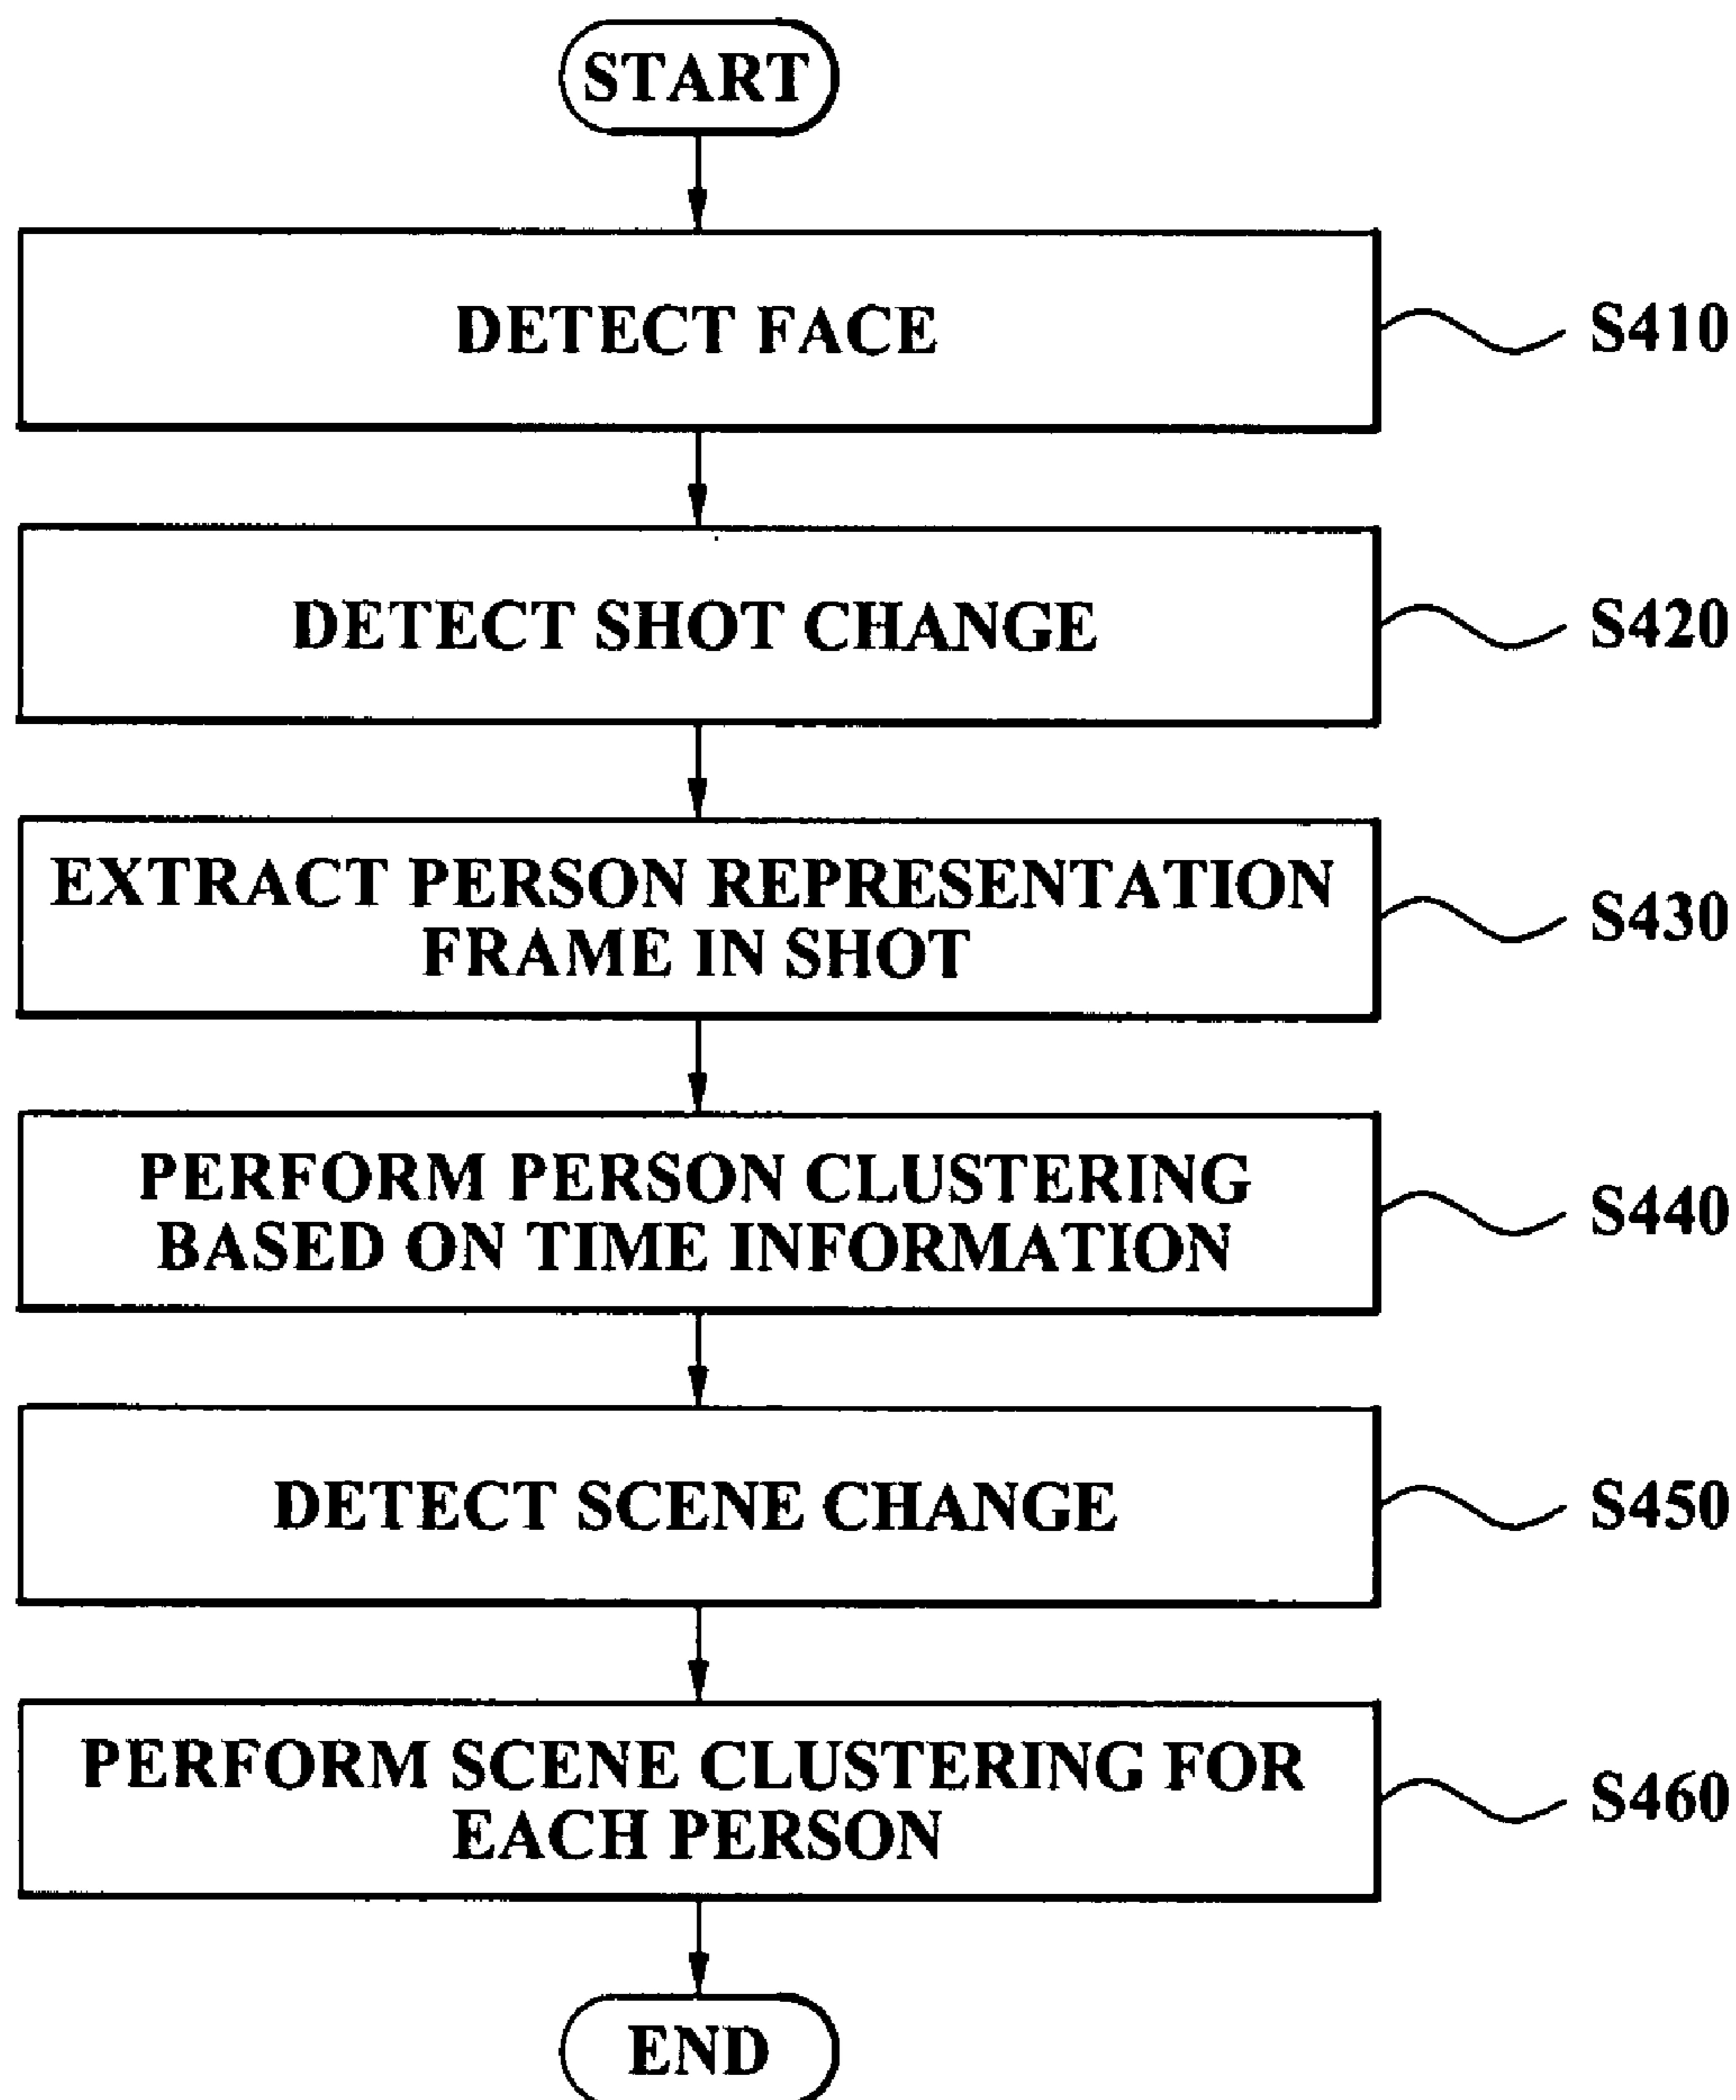 START
DETECT FACE
S410
DETECT SHOT CHANGE
S420
EXTRACT PERSON REPRESENTATION
FRAME IN SHOT
S430
PERFORM PERSON CLUSTERING
BASED ON TIME INFORMATION
S440
DETECT SCENE CHANGE
S450
PERFORM SCENE CLUSTERING FOR
EACH PERSON
S460
END